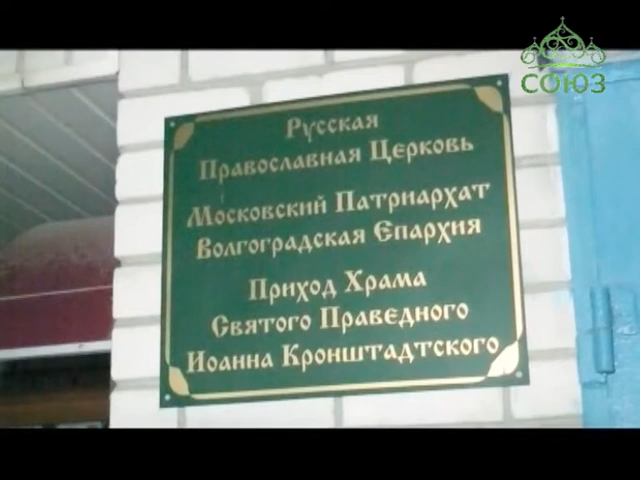 СОЮЗ
Русская
Православная Церковь
Московский Патриархат
Волгоградская Епархия
Приход Храма
Святого Праведного
Иоанна Кронштадтского